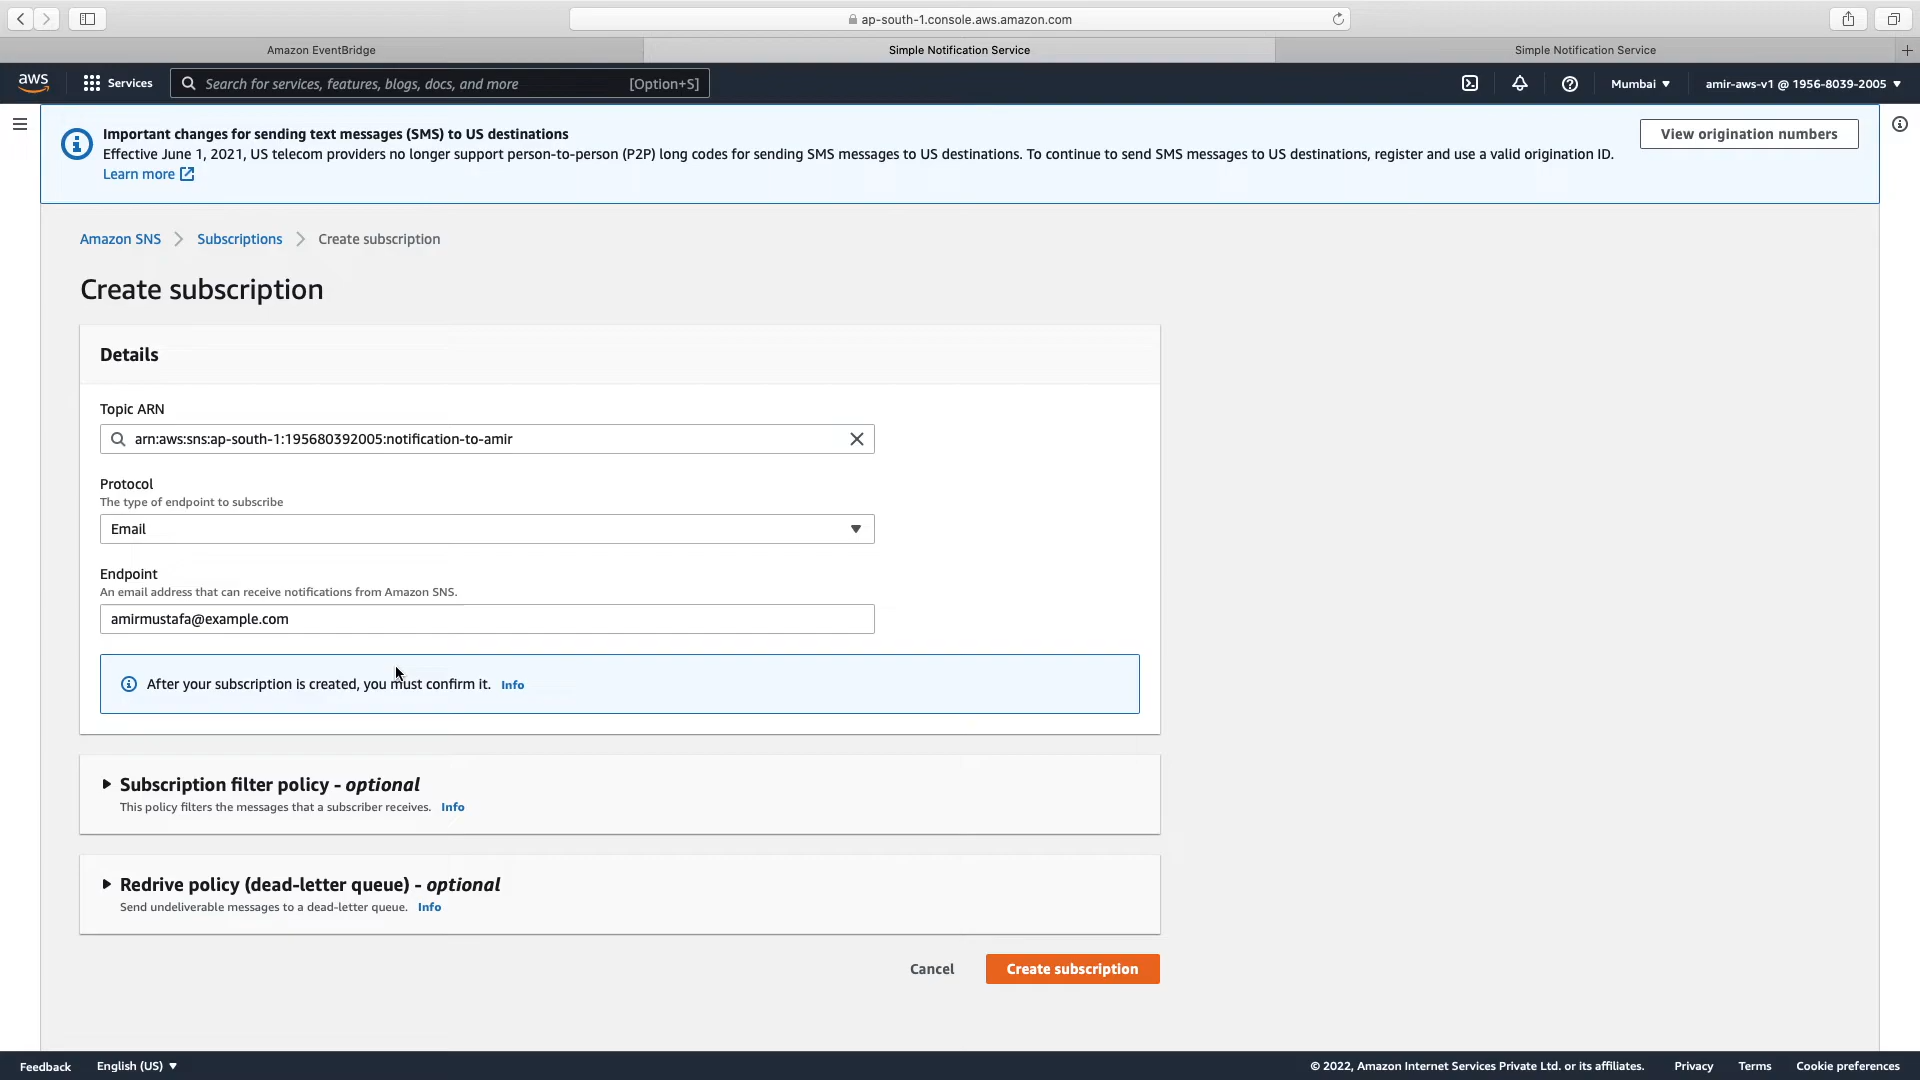 ap-south-1.console.aws.amazon.com
Amazon EventBridge
Simple Notification Service
Simple Notification Service
aws
Services
Search for services, features, blogs, docs, and more
[Option+S]
Mumbai
amir-aws-v1 @ 1956-8039-2005
Important changes for sending text messages (SMS) to US destinations
View origination numbers
Effective June 1, 2021, US telecom providers no longer support person-to-person (P2P) long codes for sending SMS messages to US destinations. To continue to send SMS messages to US destinations, register and use a valid origination ID.
Learn more
Amazon SNS
Subscriptions
Create subscription
Create subscription
Details
Topic ARN
arn:aws:sns:ap-south-1:195680392005:notification-to-amir
Protocol
The type of endpoint to subscribe
Email
Endpoint
An email address that can receive notifications from Amazon SNS.
amirmustafa@example.com
After your subscription is created, you must confirm it. Info
Subscription filter policy - optional
This policy filters the messages that a subscriber receives. Info
Redrive policy (dead-letter queue) - optional
Send undeliverable messages to a dead-letter queue. Info
Cancel
Create subscription
Feedback
English (US)
© 2022, Amazon Internet Services Private Ltd. or its affiliates.
Privacy
Terms
Cookie preferences